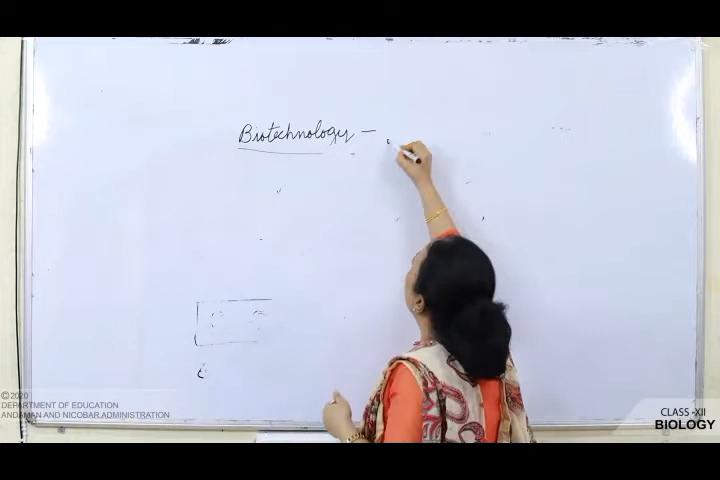 Biotechnology –
©2020
DEPARTMENT OF EDUCATION
ANDAMAN AND NICOBAR ADMINISTRATION
CLASS -XII
BIOLOGY